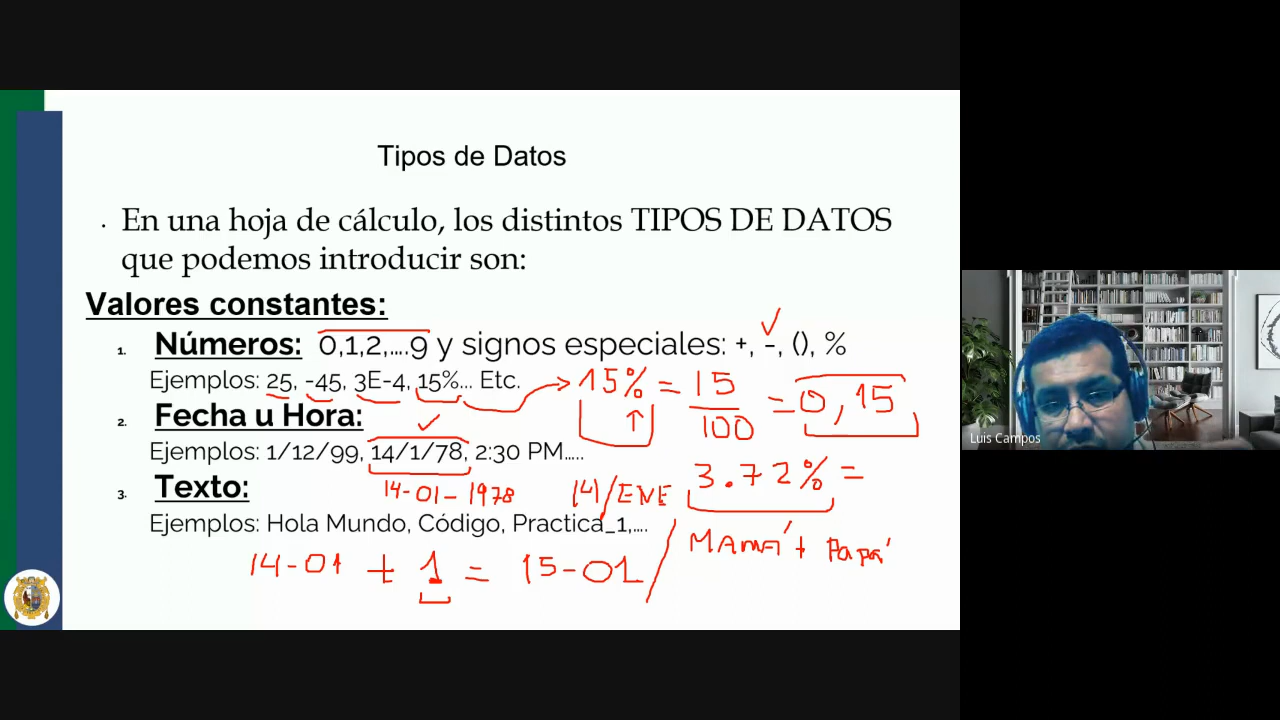 Tipos de Datos
· En una hoja de cálculo, los distintos TIPOS DE DATOS
que podemos introducir son:
Valores constantes:
1. Números: 0,1,2,....9 y signos especiales: +, -, (), %
Ejemplos: 25, -45, 3E-4, 15%... Etc.
15% = 15/100 = 0,15
2. Fecha u Hora:
Ejemplos: 1/12/99, 14/1/78, 2:30 PM.....
3.72% =
14-01-1978 14/ENE
3. Texto:
Ejemplos: Hola Mundo, Código, Practica_1,....
Mamá + Papá
14-01 + 1 = 15-01
Luis Campos